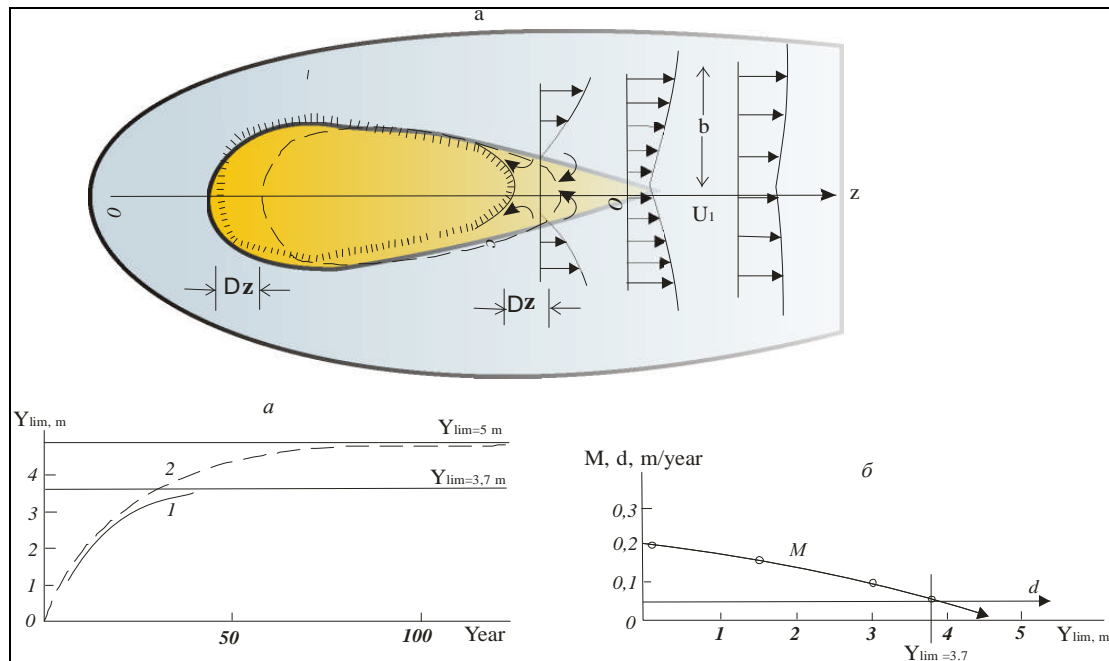 a
b
z
0
0
U1
c
Dz
Dz
a
Ylim, m
Ylim=5 m
Ylim=3,7 m
4
3
2
1
0
2
1
50
100
Year
б
M, d, m/year
0,3
0,2
0,1
0
M
d
1
2
3
4
5
Ylim, m
Ylim =3.7